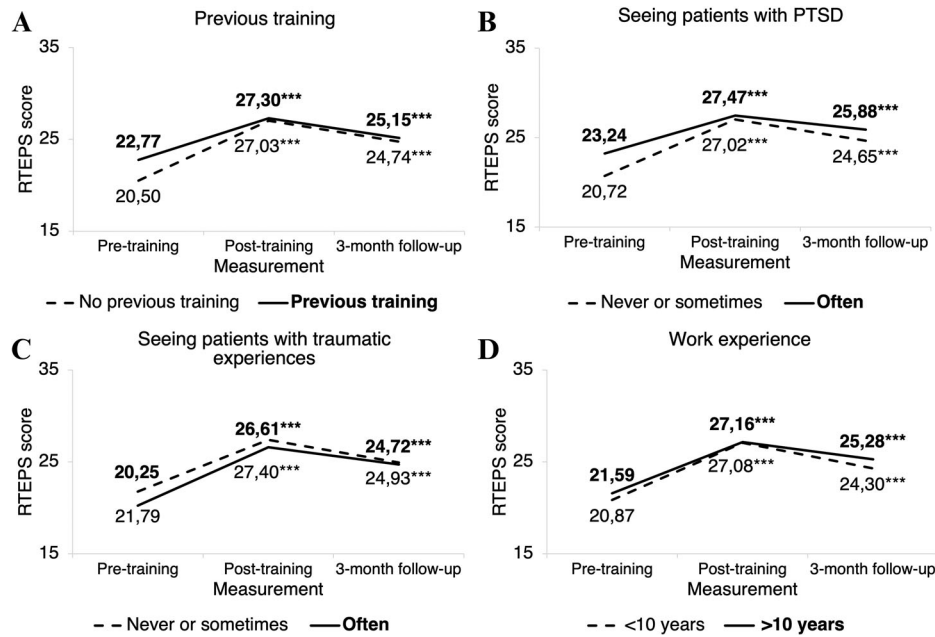 A
Previous training
35
25
15
RTEPS score
22,77
27,30***
25,15***
20,50
27,03***
24,74***
Pre-training
Post-training
3-month follow-up
Measurement
No previous training
Previous training
B
Seeing patients with PTSD
35
25
15
RTEPS score
23,24
27,47***
25,88***
20,72
27,02***
24,65***
Pre-training
Post-training
3-month follow-up
Measurement
Never or sometimes
Often
C
Seeing patients with traumatic
experiences
35
25
15
RTEPS score
20,25
26,61***
24,72***
21,79
27,40***
24,93***
Pre-training
Post-training
3-month follow-up
Measurement
Never or sometimes
Often
D
Work experience
35
25
15
RTEPS score
21,59
27,16***
25,28***
20,87
27,08***
24,30***
Pre-training
Post-training
3-month follow-up
Measurement
<10 years
>10 years